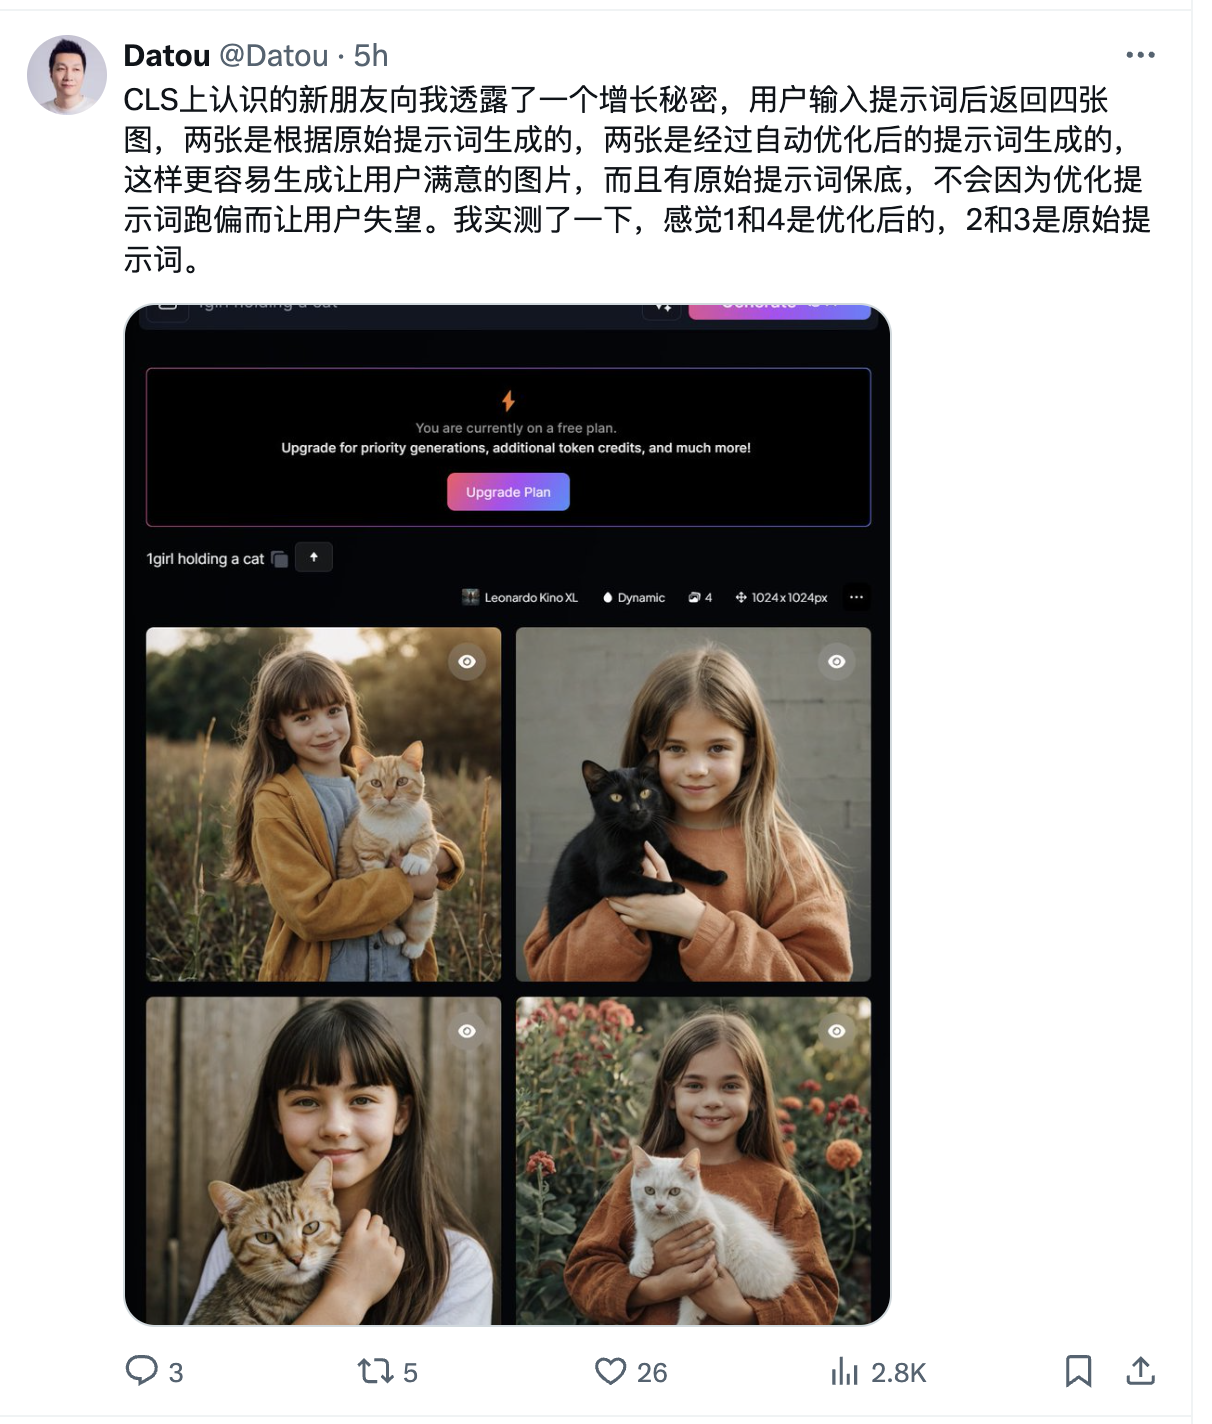 Datou @Datou · 5h
CLS上认识的新朋友向我透露了一个增长秘密，用户输入提示词后返回四张
图，两张是根据原始提示词生成的，两张是经过自动优化后的提示词生成的，
这样更容易生成让用户满意的图片，而且有原始提示词保底，不会因为优化提
示词跑偏而让用户失望。我实测了一下，感觉1和4是优化后的，2和3是原始提
示词。
1girl holding a cat
Generate
You are currently on a free plan.
Upgrade for priority generations, additional token credits, and much more!
Upgrade Plan
1girl holding a cat
Leonardo Kino XL Dynamic 4 1024x1024px
3 5 26 2.8K